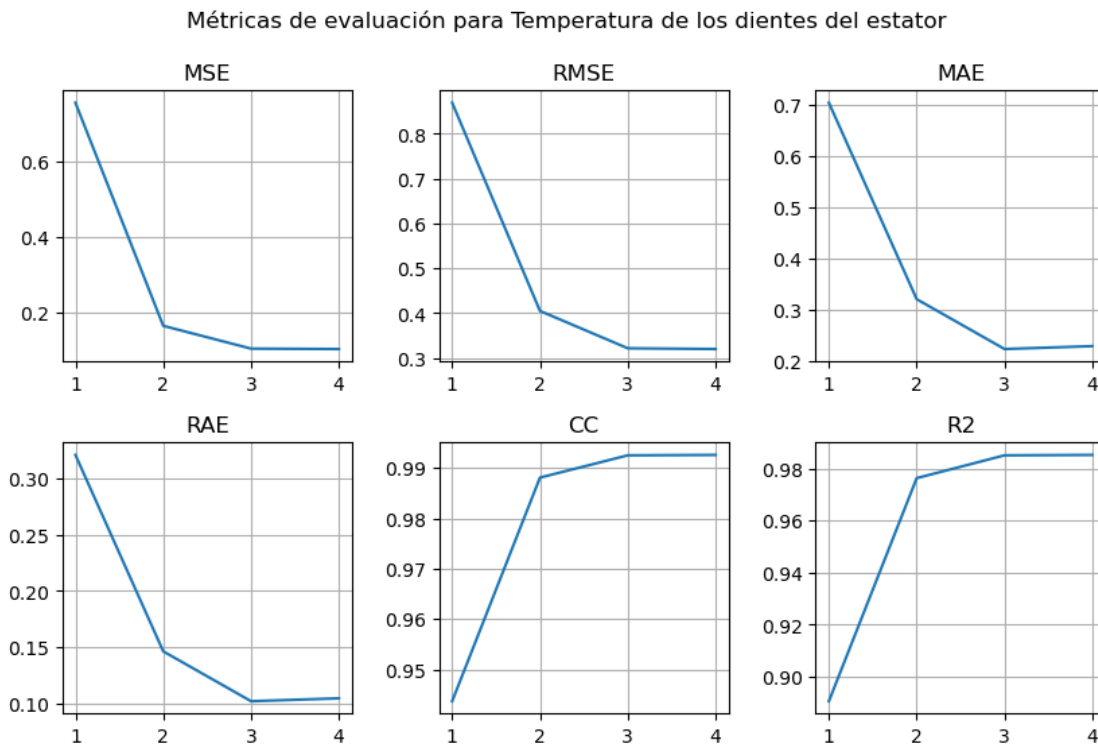 Métricas de evaluación para Temperatura de los dientes del estator
MSE
RMSE
MAE
0.6
0.4
0.2
1 2 3 4
0.8
0.7
0.6
0.5
0.4
0.3
1 2 3 4
0.7
0.6
0.5
0.4
0.3
0.2
1 2 3 4
RAE
CC
R2
0.30
0.25
0.20
0.15
0.10
1 2 3 4
0.99
0.98
0.97
0.96
0.95
1 2 3 4
0.98
0.96
0.94
0.92
0.90
1 2 3 4